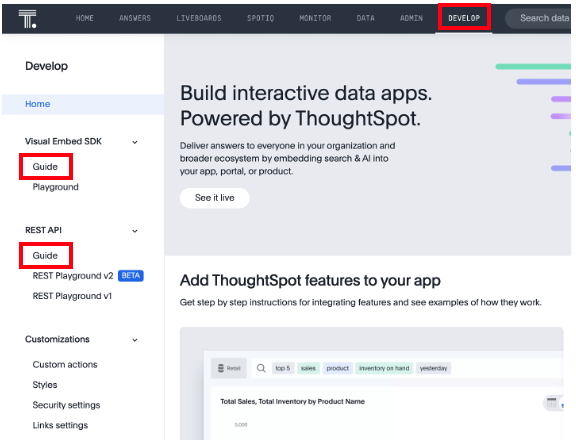 T.
HOME ANSWERS LIVEBOARDS SPOTIQ MONITOR DATA ADMIN DEVELOP Search data
Develop
Home
Visual Embed SDK
Guide
Playground
REST API
Guide
REST Playground v2 BETA
REST Playground v1
Customizations
Custom actions
Styles
Security settings
Links settings
Build interactive data apps.
Powered by ThoughtSpot.
Deliver answers to everyone in your organization and
broader ecosystem by embedding search & AI into
your app, portal, or product.
See it live
Add ThoughtSpot features to your app
Get step by step instructions for integrating features and see examples of how they work.
Retail top 5 sales product inventory on hand yesterday
Total Sales, Total Inventory by Product Name
5,000